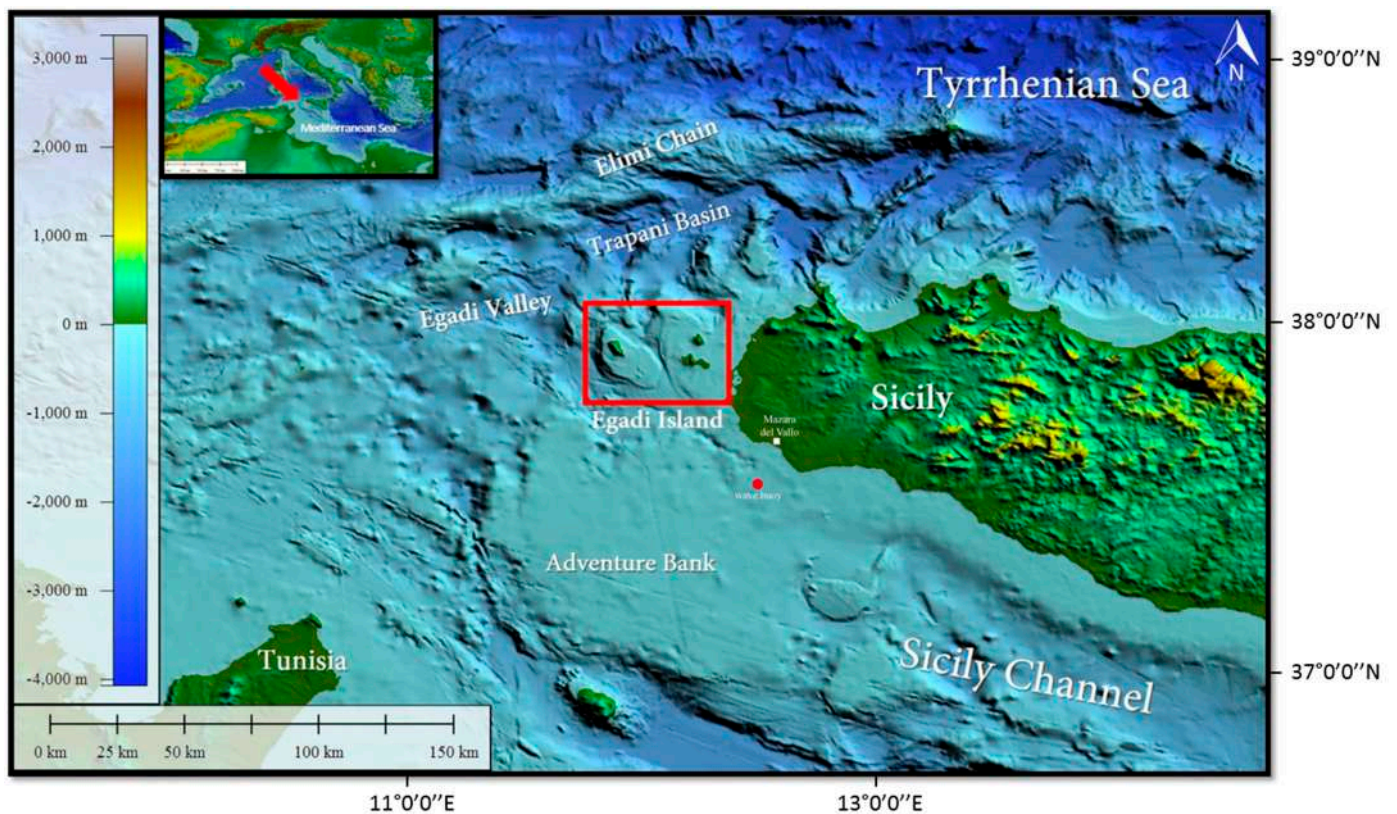 3,000 m
2,000 m
1,000 m
0 m
-1,000 m
-2,000 m
-3,000 m
-4,000 m
Mediterranean Sea
N
Tyrrhenian Sea
39°0'0''N
Elimi Chain
Trapani Basin
Egadi Valley
38°0'0''N
Sicily
Egadi Island
Mazara
del Vallo
wave buoy
Adventure Bank
Tunisia
Sicily Channel
37°0'0''N
0 km
25 km
50 km
100 km
150 km
11°0'0''E
13°0'0''E